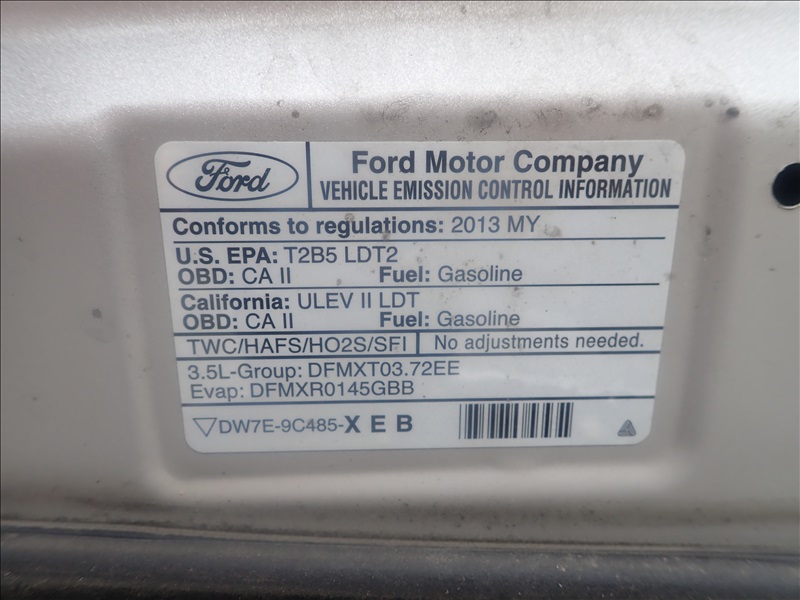 Ford
Ford Motor Company
VEHICLE EMISSION CONTROL INFORMATION
Conforms to regulations: 2013 MY
U.S. EPA: T2B5 LDT2
OBD: CA II Fuel: Gasoline
California: ULEV II LDT
OBD: CA II Fuel: Gasoline
TWC/HAFS/HO2S/SFI No adjustments needed.
3.5L-Group: DFMXT03.72EE
Evap: DFMXR0145GBB
DW7E-9C485-X E B